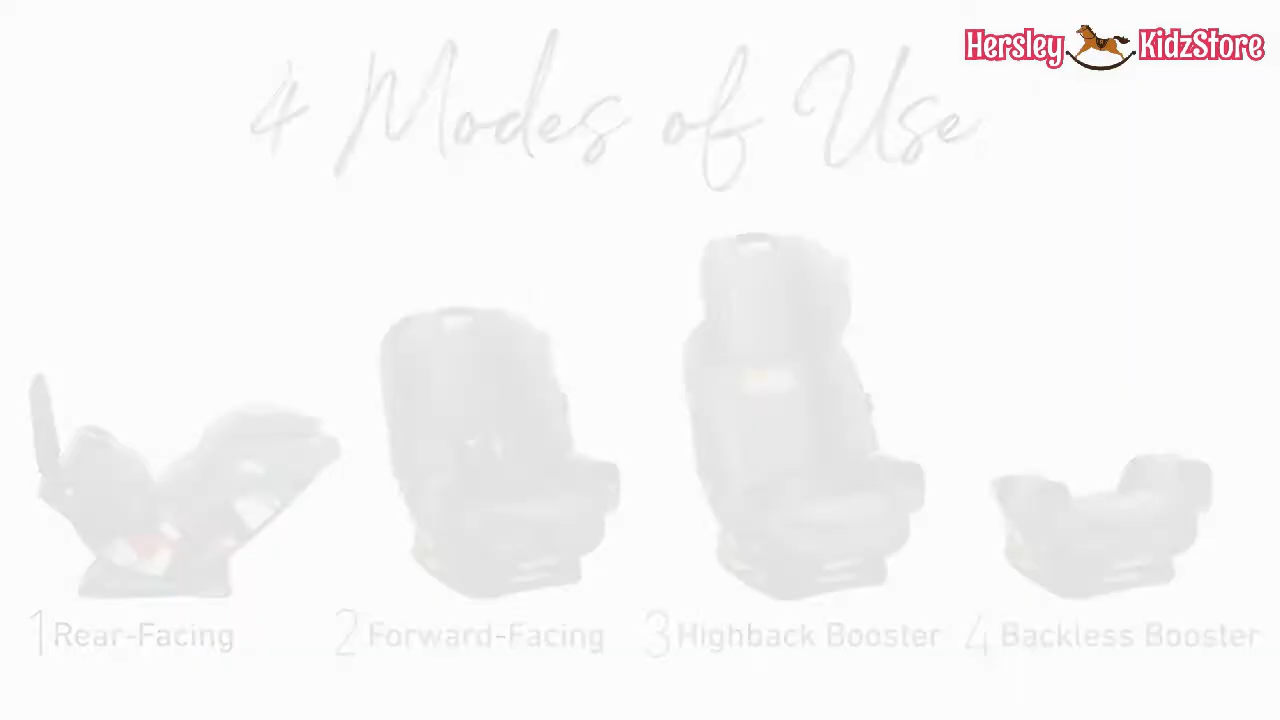 Hersley KidzStore
4 Modes of Use
1 Rear-Facing
2 Forward-Facing
3 Highback Booster
4 Backless Booster